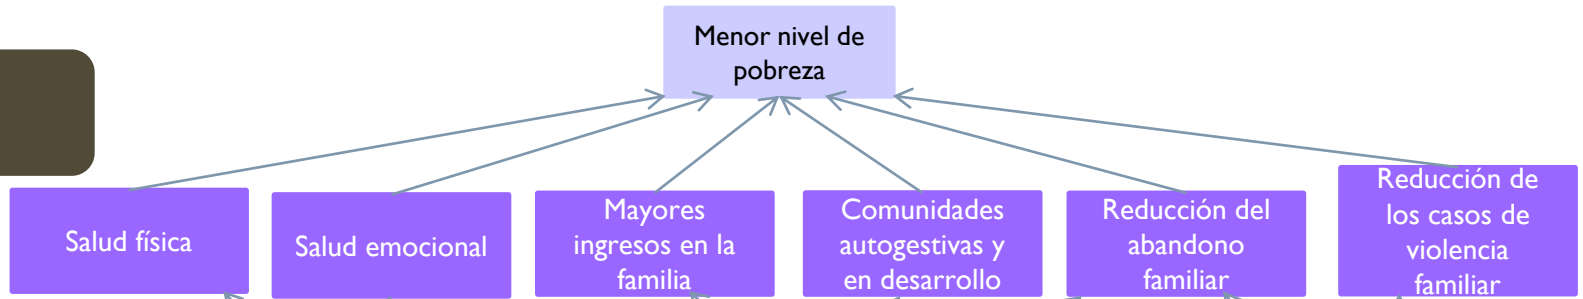 Menor nivel de
pobreza
Salud física
Salud emocional
Mayores
ingresos en la
familia
Comunidades
autogestivas y
en desarrollo
Reducción del
abandono
familiar
Reducción de
los casos de
violencia
familiar